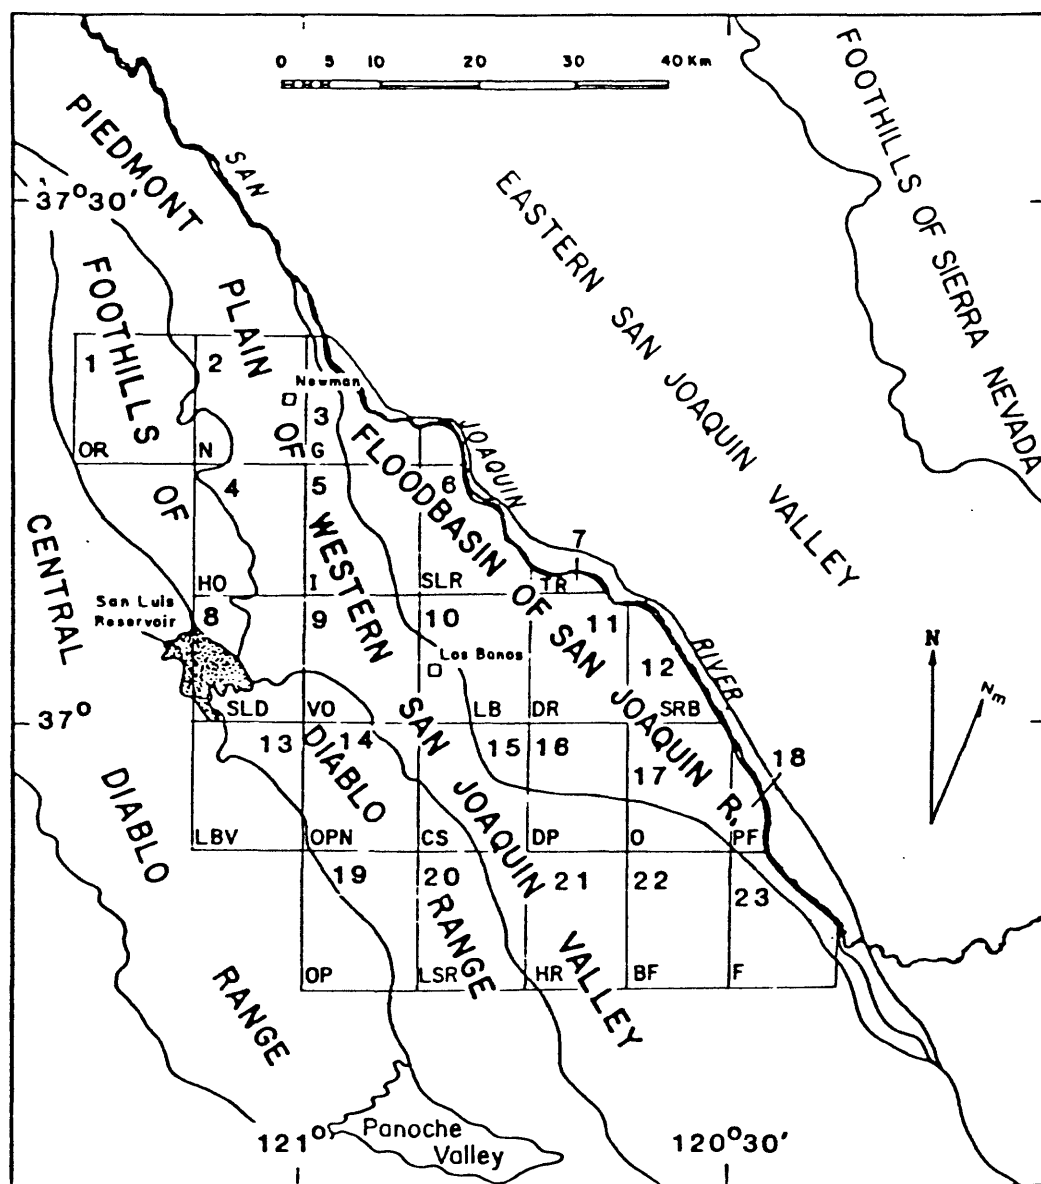 0 5 10 20 30 40 Km
FOOTHILLS OF SIERRA NEVADA
PIEDMONT PLAIN OF WESTERN SAN JOAQUIN VALLEY
SAN JOAQUIN RIVER
EASTERN SAN JOAQUIN VALLEY
37°30'
FOOTHILLS OF DIABLO RANGE
1
2
Newman
3
OR
N
G
4
5
6
FLOODBASIN OF SAN JOAQUIN R.
7
CENTRAL DIABLO RANGE
HO
I
SLR
TR
San Luis
Reservoir
8
9
10
11
Los Banos
12
N
Nm
37°
SLD
VO
LB
DR
SRB
13
14
15
16
17
18
LBV
OPN
CS
DP
O
PF
19
20
21
22
23
OP
LSR
HR
BF
F
121°
Panoche
Valley
120°30'